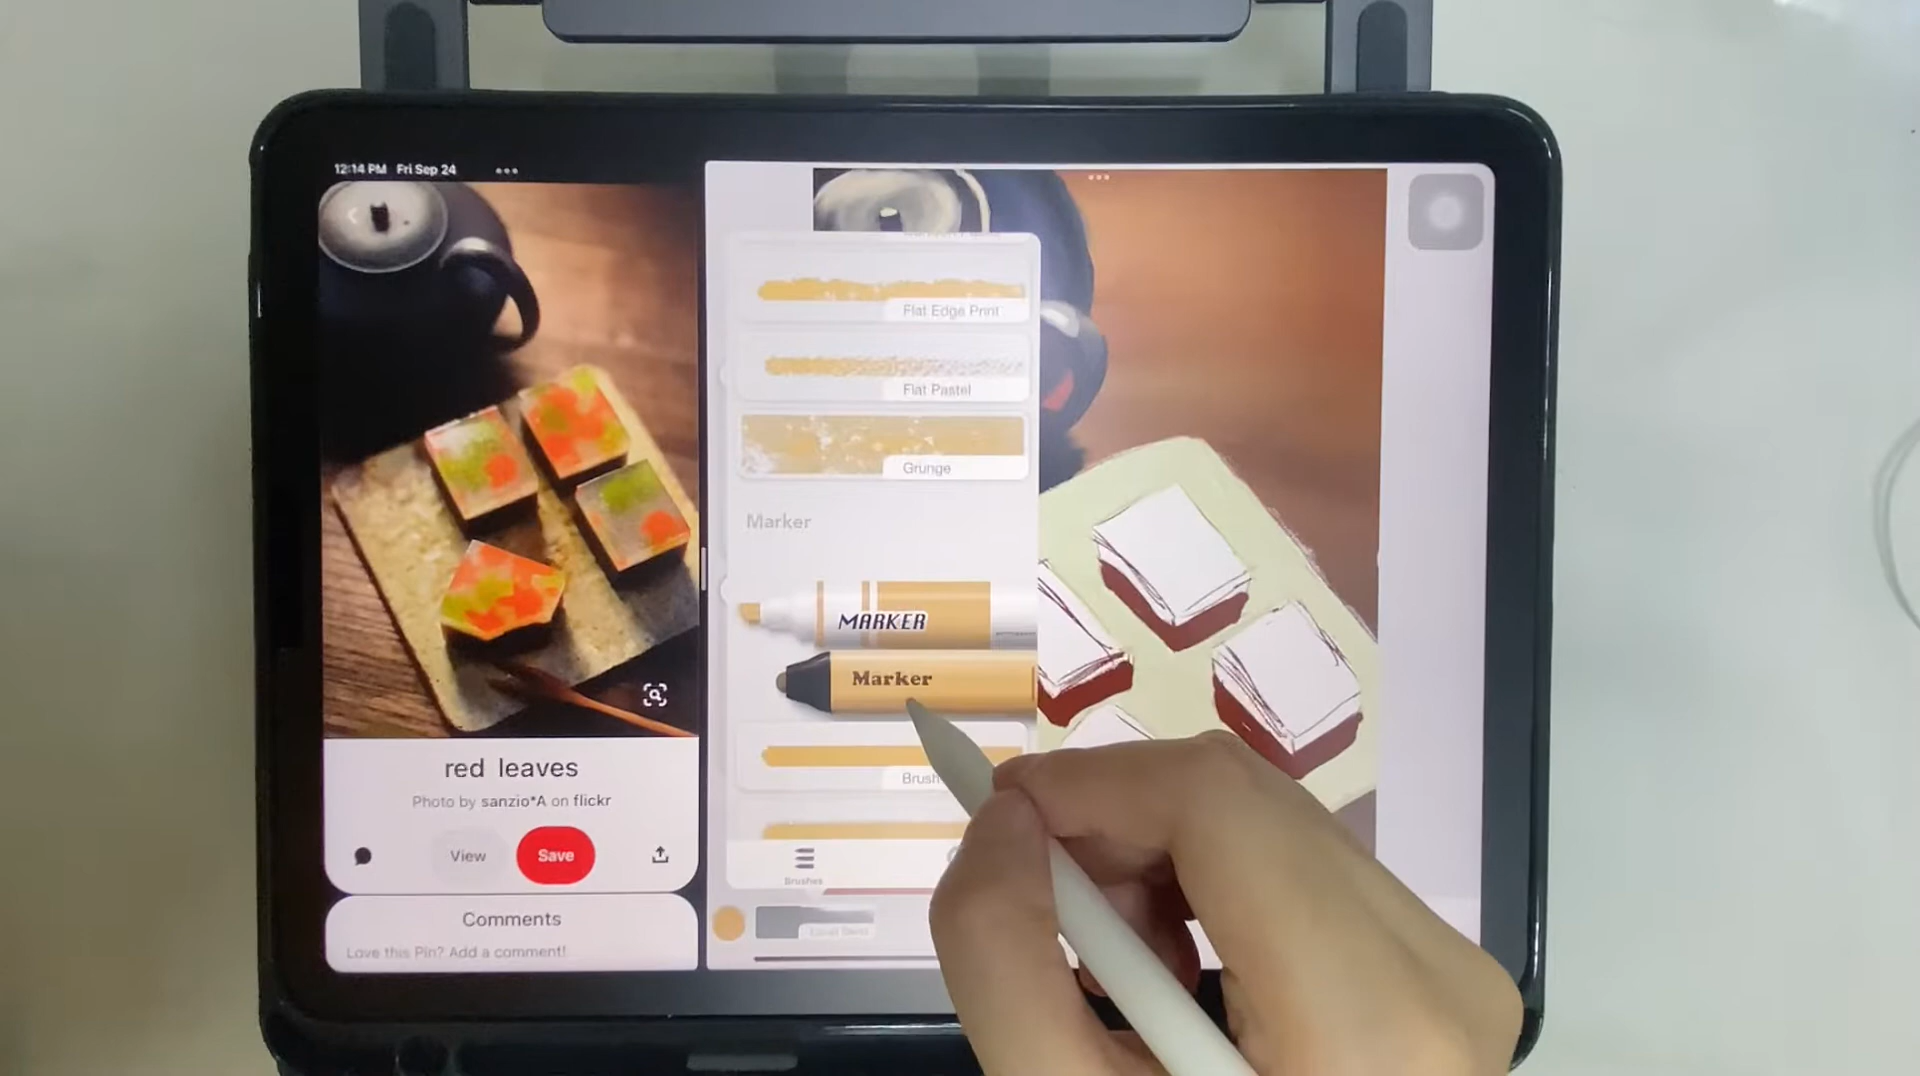 12:14 PM Fri Sep 24
red leaves
Photo by sanzio*A on flickr
View
Save
Comments
Love this Pin? Add a comment!
Flat Edge Print
Flat Pastel
Grunge
Marker
MARKER
Marker
Brush
Brushes